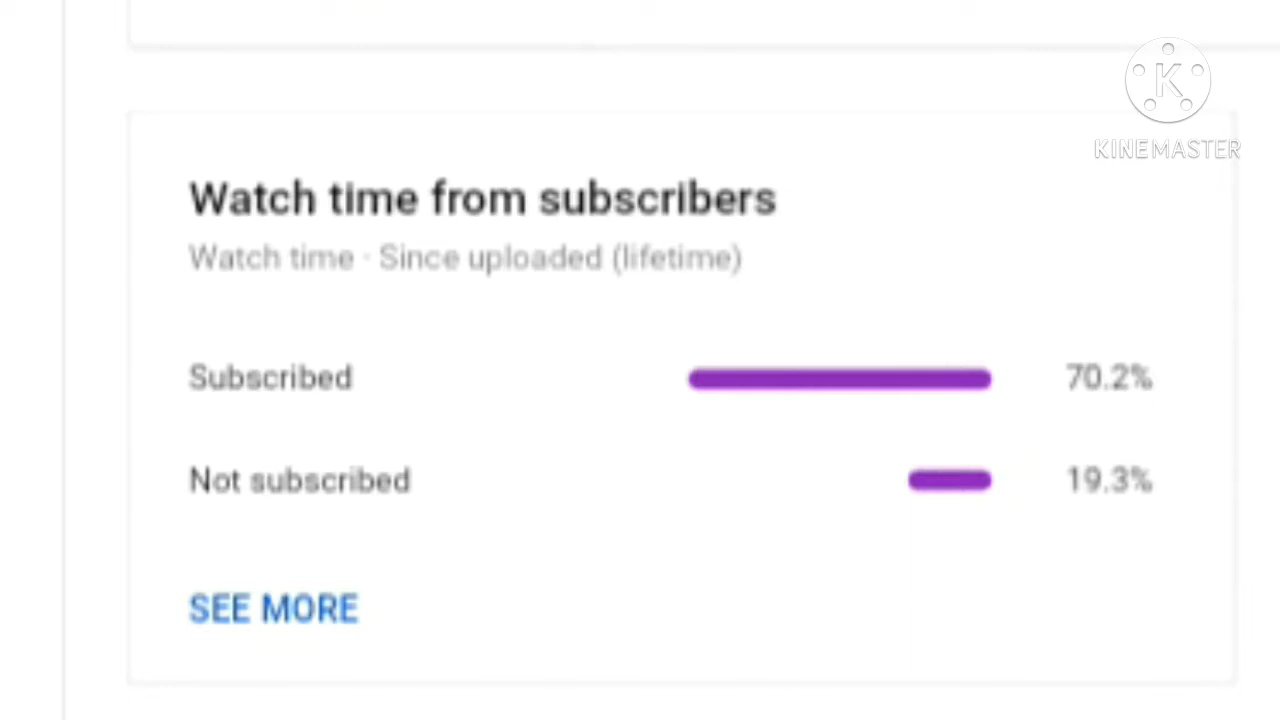 K
KINEMASTER
Watch time from subscribers
Watch time · Since uploaded (lifetime)
Subscribed 70.2%
Not subscribed 19.3%
SEE MORE